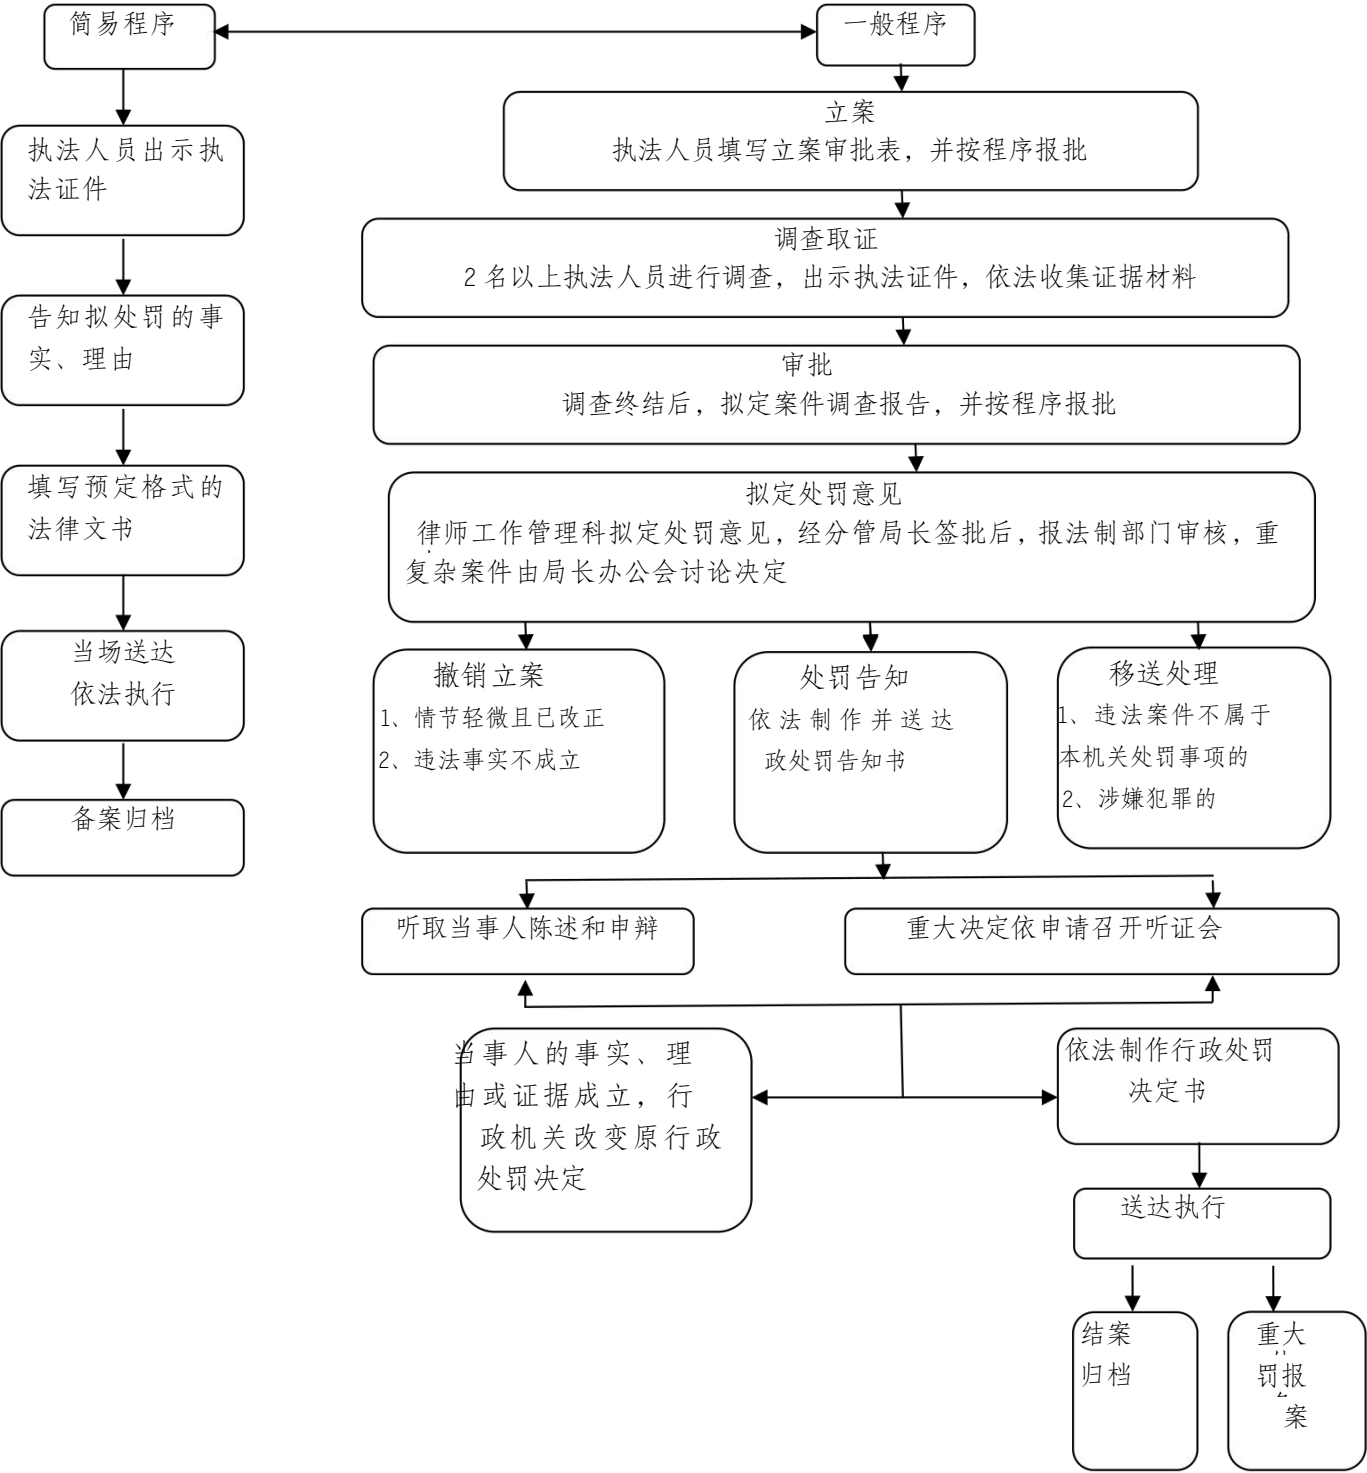 简易程序
一般程序
执法人员出示执
法证件
告知拟处罚的事
实、理由
填写预定格式的
法律文书
当场送达
依法执行
备案归档
立案
执法人员填写立案审批表，并按程序报批
调查取证
2 名以上执法人员进行调查，出示执法证件，依法收集证据材料
审批
调查终结后，拟定案件调查报告，并按程序报批
拟定处罚意见
律师工作管理科拟定处罚意见，经分管局长签批后，报法制部门审核，重
复杂案件由局长办公会讨论决定
撤销立案
1、情节轻微且已改正
2、违法事实不成立
处罚告知
依法制作并送达
政处罚告知书
移送处理
1、违法案件不属于
本机关处罚事项的
2、涉嫌犯罪的
听取当事人陈述和申辩
重大决定依申请召开听证会
当事人的事实、理
由或证据成立，行
政机关改变原行政
处罚决定
依法制作行政处罚
决定书
送达执行
结案
归档
重大
罚报
案